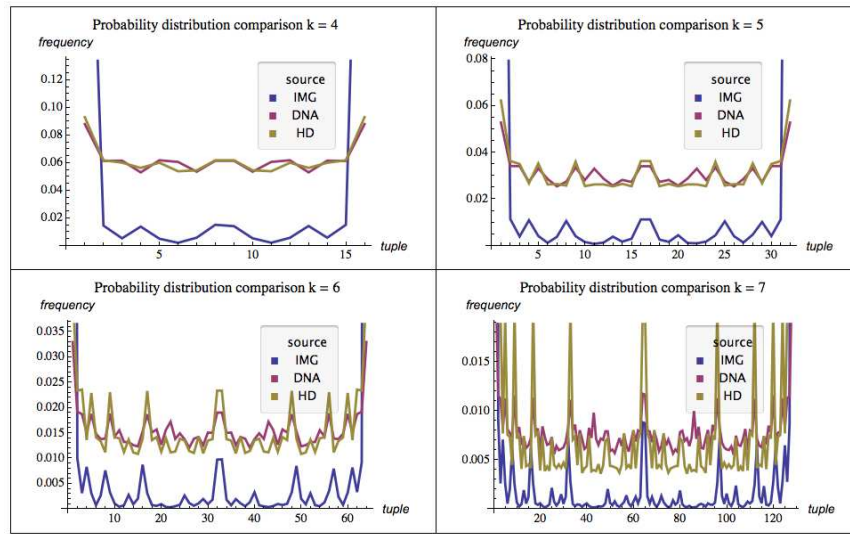 Probability distribution comparison k = 4
frequency
0.12
0.10
0.08
0.06
0.04
0.02
5 10 15
tuple
source
IMG
DNA
HD
Probability distribution comparison k = 5
frequency
0.08
0.06
0.04
0.02
5 10 15 20 25 30
tuple
source
IMG
DNA
HD
Probability distribution comparison k = 6
frequency
0.035
0.030
0.025
0.020
0.015
0.010
0.005
10 20 30 40 50 60
tuple
source
IMG
DNA
HD
Probability distribution comparison k = 7
frequency
0.015
0.010
0.005
20 40 60 80 100 120
tuple
source
IMG
DNA
HD